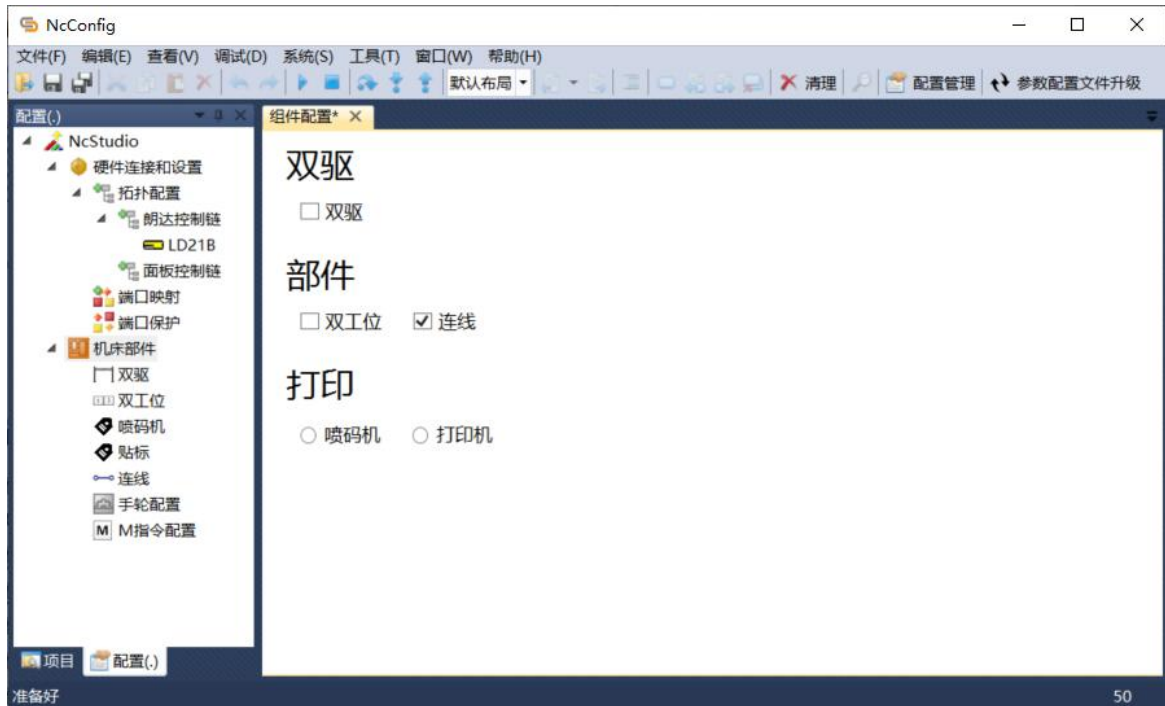 NcConfig
文件(F) 编辑(E) 查看(V) 调试(D) 系统(S) 工具(T) 窗口(W) 帮助(H)
默认布局 清理 配置管理 参数配置文件升级
配置(.)
NcStudio
硬件连接和设置
拓扑配置
朗达控制链
LD21B
面板控制链
端口映射
端口保护
机床部件
双驱
双工位
喷码机
贴标
连线
手轮配置
M M指令配置
项目 配置(.)
组件配置*
双驱
双驱
部件
双工位 连线
打印
喷码机 打印机
准备好 50